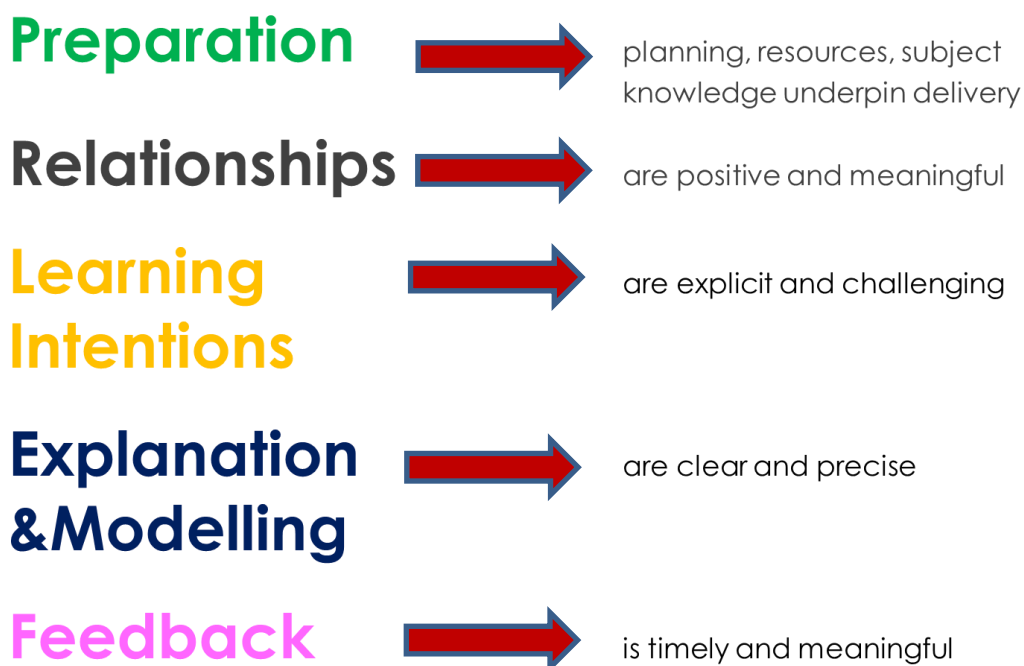 Preparation
planning, resources, subject
knowledge underpin delivery
Relationships
are positive and meaningful
Learning
Intentions
are explicit and challenging
Explanation
&Modelling
are clear and precise
Feedback
is timely and meaningful